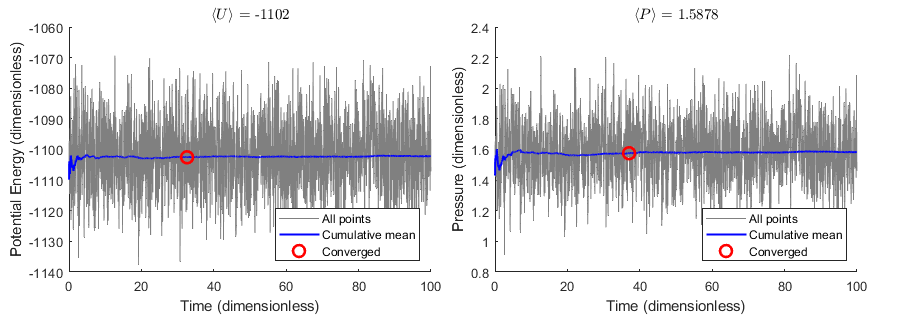 ⟨U⟩ = -1102
-1060
-1070
-1080
-1090
-1100
-1110
-1120
-1130
-1140
Potential Energy (dimensionless)
0
20
40
60
80
100
Time (dimensionless)
All points
Cumulative mean
Converged
⟨P⟩ = 1.5878
2.4
2.2
2
1.8
1.6
1.4
1.2
1
0.8
Pressure (dimensionless)
0
20
40
60
80
100
Time (dimensionless)
All points
Cumulative mean
Converged